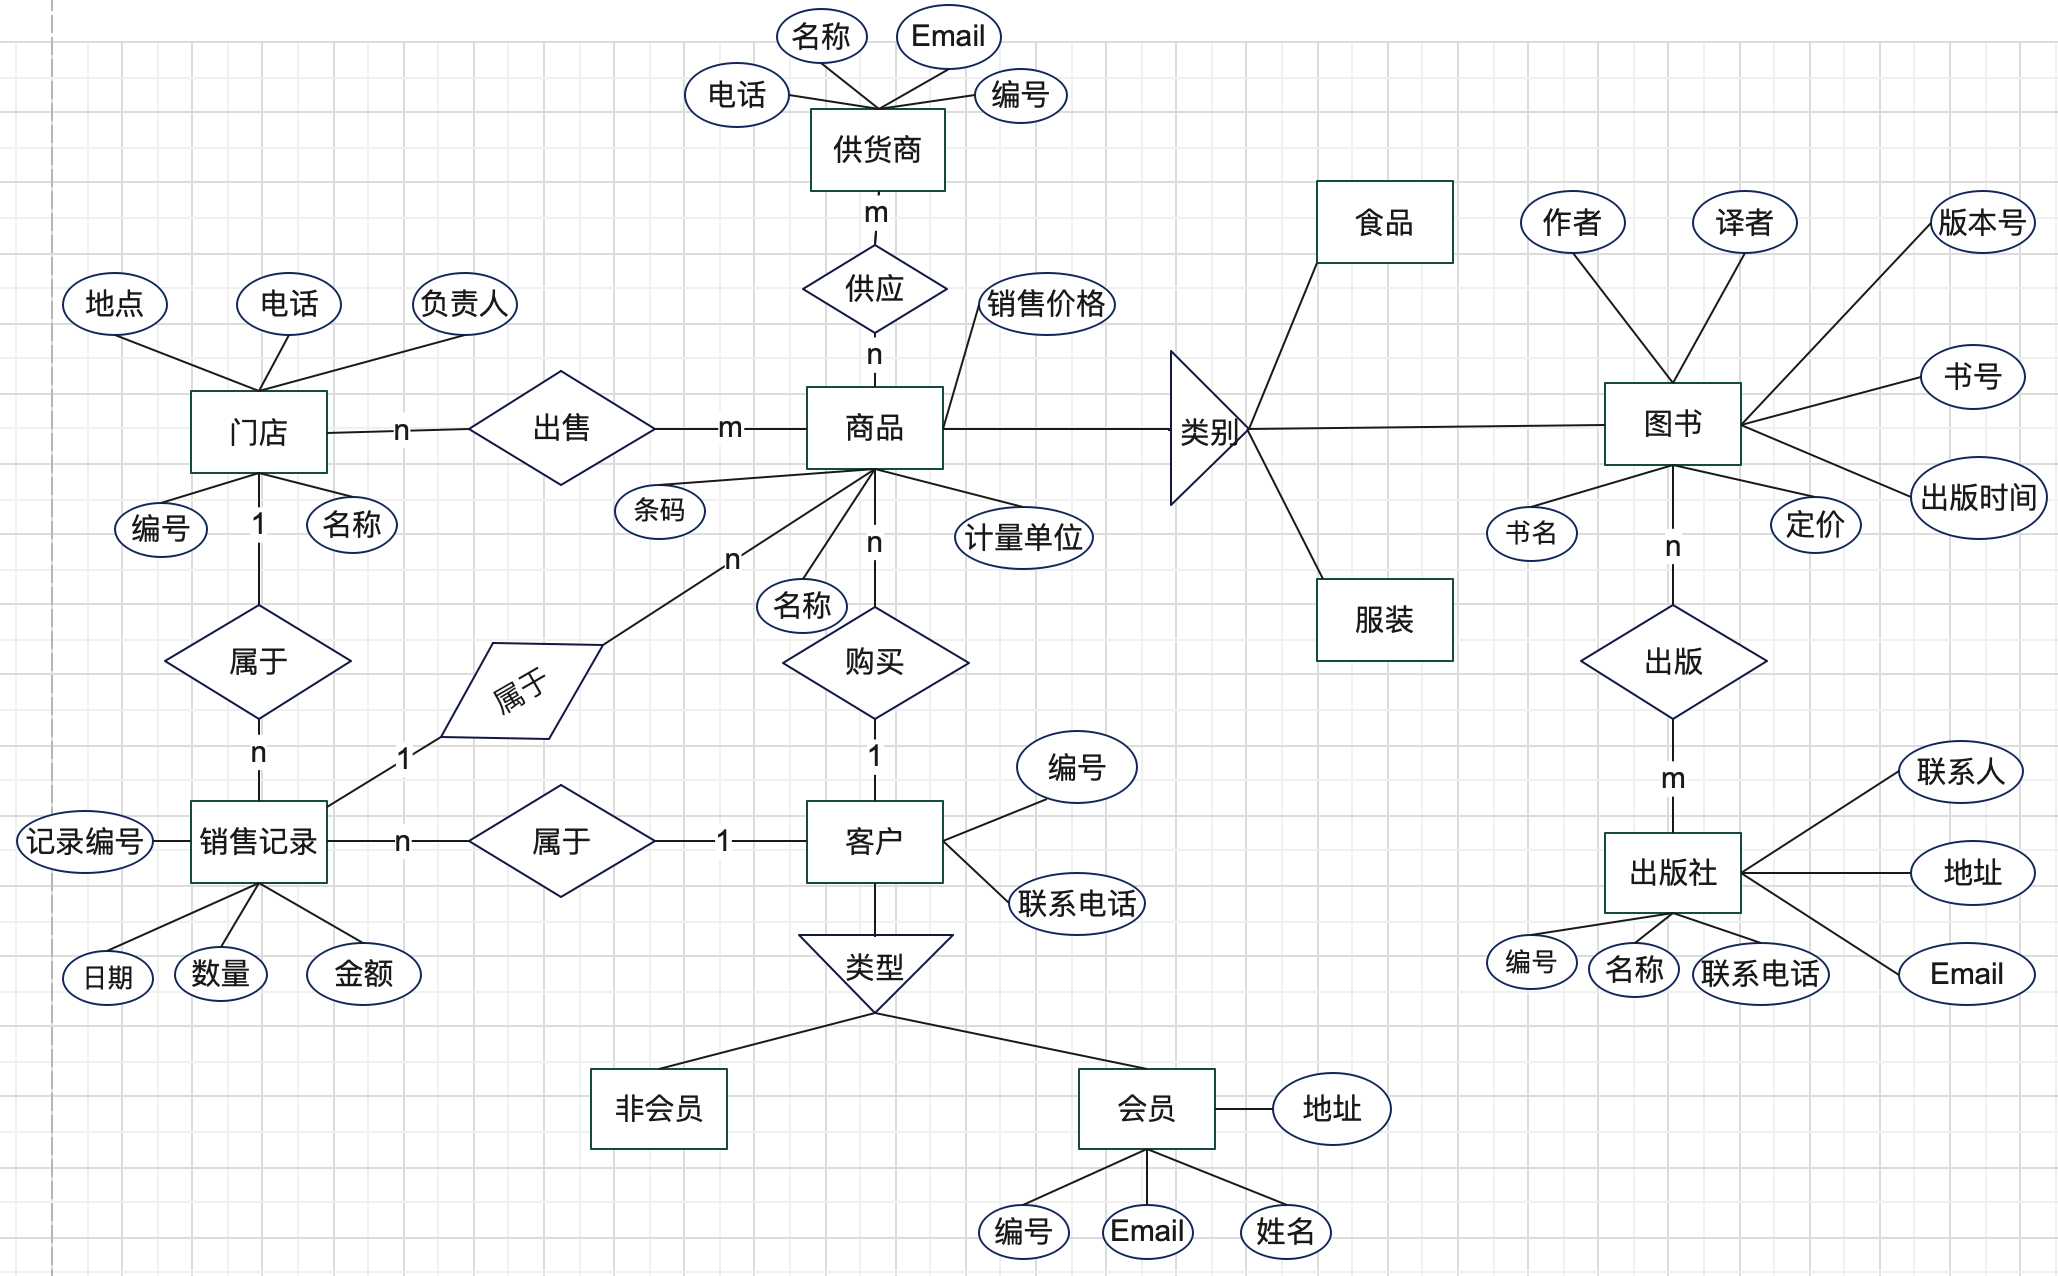 名称
Email
电话
编号
供货商
m
供应
n
销售价格
食品
作者
译者
版本号
地点
电话
负责人
门店
n
出售
m
商品
类别
图书
书号
出版时间
编号
1
名称
条码
n
名称
n
计量单位
书名
n
定价
属于
属于
购买
服装
出版
n
1
1
m
编号
联系人
记录编号
销售记录
n
属于
1
客户
联系电话
出版社
地址
日期
数量
金额
类型
编号
名称
联系电话
Email
非会员
会员
地址
编号
Email
姓名